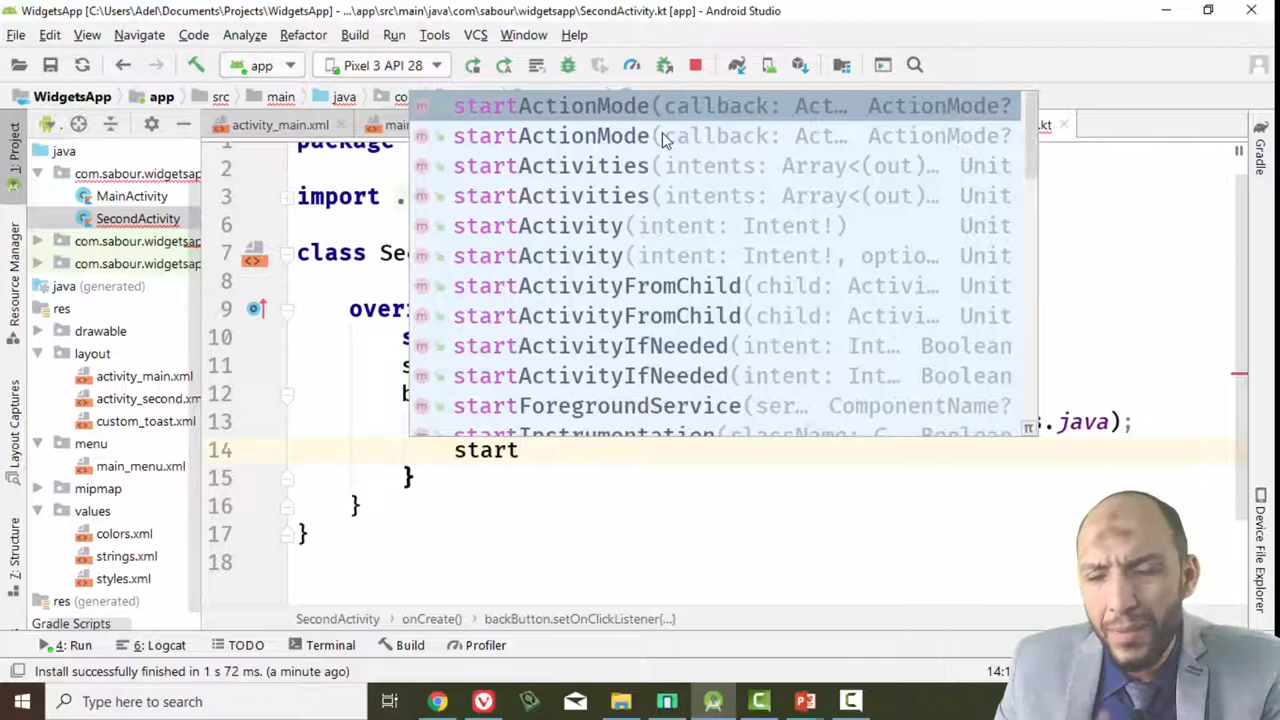 WidgetsApp [C:\Users\Adel\Documents\Projects\WidgetsApp] - ...\app\src\main\java\com\sabour\widgetsapp\SecondActivity.kt [app] - Android Studio
File Edit View Navigate Code Analyze Refactor Build Run Tools VCS Window Help
app Pixel 3 API 28
WidgetsApp app src main java co
activity_main.xml mai .kt
1: Project
Resource Manager
Layout Captures
Z: Structure
java
com.sabour.widgetsap
MainActivity
SecondActivity
com.sabour.widgetsap
com.sabour.widgetsap
java (generated)
res
drawable
layout
activity_main.xml
activity_second.xml
custom_toast.xml
menu
main_menu.xml
mipmap
values
colors.xml
strings.xml
styles.xml
res (generated)
Gradle Scripts
1 package
2
3 import .
6
7 class Sec
8
9 overr
10 s
11 s
12 b
13 s.java);
14 start
15 }
16 }
17 }
18
startActionMode(callback: Act... ActionMode?
startActionMode(callback: Act... ActionMode?
startActivities(intents: Array<(out)... Unit
startActivities(intents: Array<(out)... Unit
startActivity(intent: Intent!) Unit
startActivity(intent: Intent!, optio... Unit
startActivityFromChild(child: Activi... Unit
startActivityFromChild(child: Activi... Unit
startActivityIfNeeded(intent: Int... Boolean
startActivityIfNeeded(intent: Int... Boolean
startForegroundService(ser... ComponentName?
startInstrumentation(className: C... Boolean
π
Gradle
Device File Explorer
SecondActivity onCreate() backButton.setOnClickListener{...}
4: Run 6: Logcat TODO Terminal Build Profiler
Install successfully finished in 1 s 72 ms. (a minute ago) 14:1
Type here to search